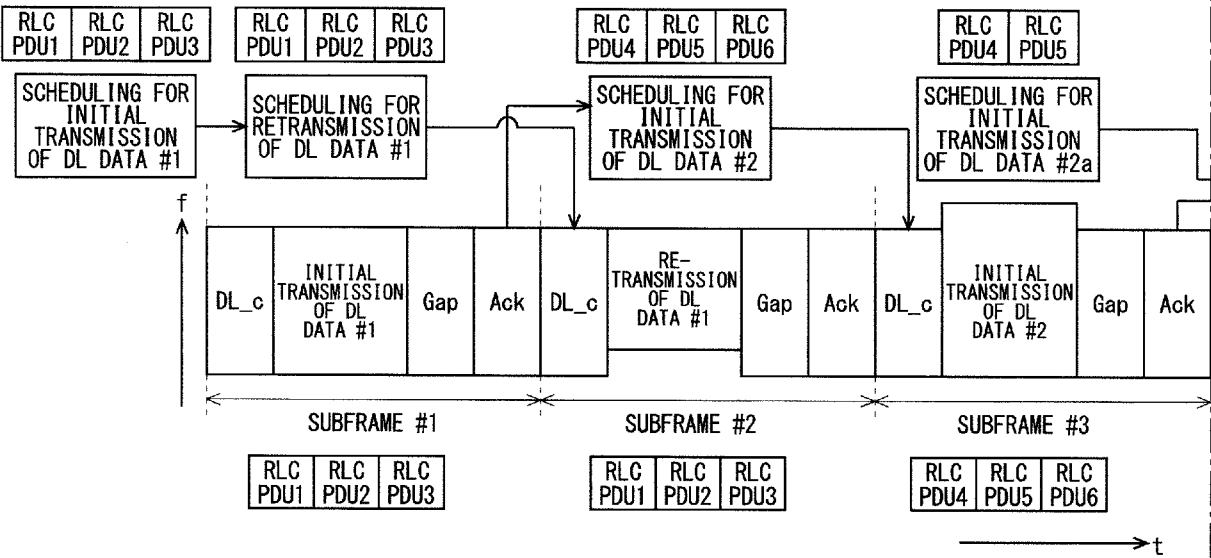 RLC PDU1 RLC PDU2 RLC PDU3
RLC PDU1 RLC PDU2 RLC PDU3
RLC PDU4 RLC PDU5 RLC PDU6
RLC PDU4 RLC PDU5
SCHEDULING FOR
INITIAL
TRANSMISSION
OF DL DATA #1
SCHEDULING FOR
RETRANSMISSION
OF DL DATA #1
SCHEDULING FOR
INITIAL
TRANSMISSION
OF DL DATA #2
SCHEDULING FOR
INITIAL
TRANSMISSION
OF DL DATA #2a
f
DL_c
INITIAL
TRANSMISSION
OF DL
DATA #1
Gap
Ack
DL_c
RE-
TRANSMISSION
OF DL
DATA #1
Gap
Ack
DL_c
INITIAL
TRANSMISSION
OF DL
DATA #2
Gap
Ack
SUBFRAME #1
SUBFRAME #2
SUBFRAME #3
RLC PDU1 RLC PDU2 RLC PDU3
RLC PDU1 RLC PDU2 RLC PDU3
RLC PDU4 RLC PDU5 RLC PDU6
t